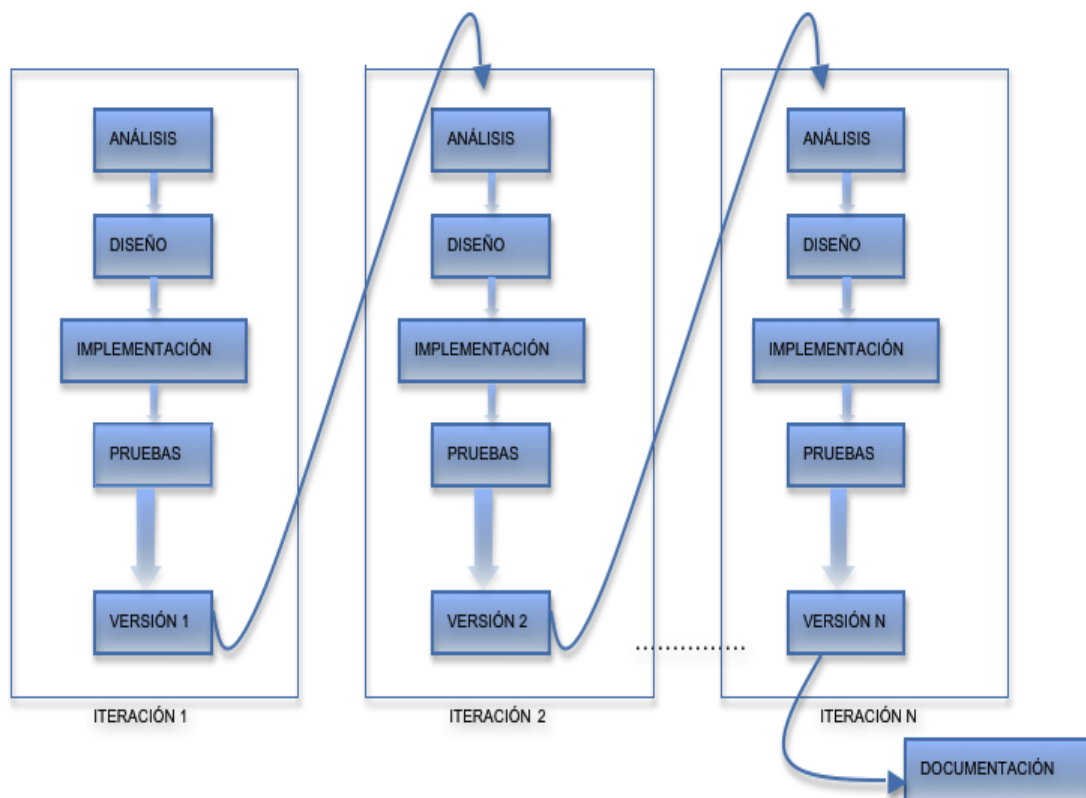 ANÁLISIS
DISEÑO
IMPLEMENTACIÓN
PRUEBAS
VERSIÓN 1
ITERACIÓN 1
ANÁLISIS
DISEÑO
IMPLEMENTACIÓN
PRUEBAS
VERSIÓN 2
ITERACIÓN 2
...............
ANÁLISIS
DISEÑO
IMPLEMENTACIÓN
PRUEBAS
VERSIÓN N
ITERACIÓN N
DOCUMENTACIÓN